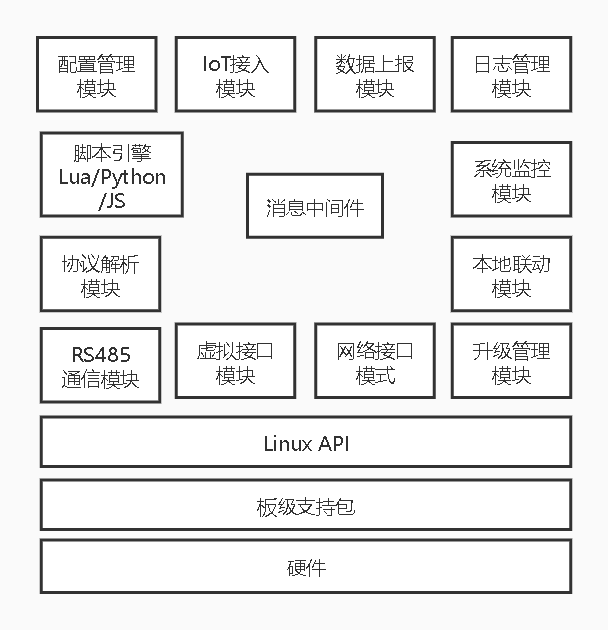 配置管理
模块
IoT接入
模块
数据上报
模块
日志管理
模块
脚本引擎
Lua/Python
/JS
消息中间件
系统监控
模块
协议解析
模块
本地联动
模块
RS485
通信模块
虚拟接口
模块
网络接口
模式
升级管理
模块
Linux API
板级支持包
硬件